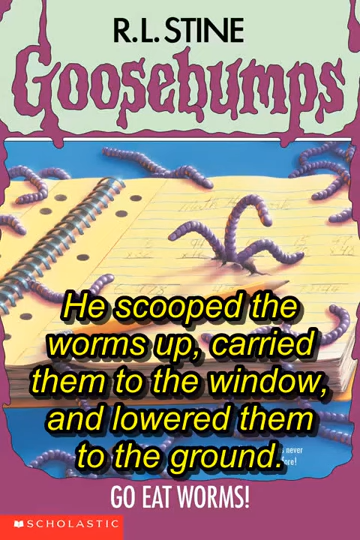 R.L. STINE
Goosebumps
He scooped the
worms up, carried
them to the window,
and lowered them
to the ground.
never
GO EAT WORMS!
SCHOLASTIC